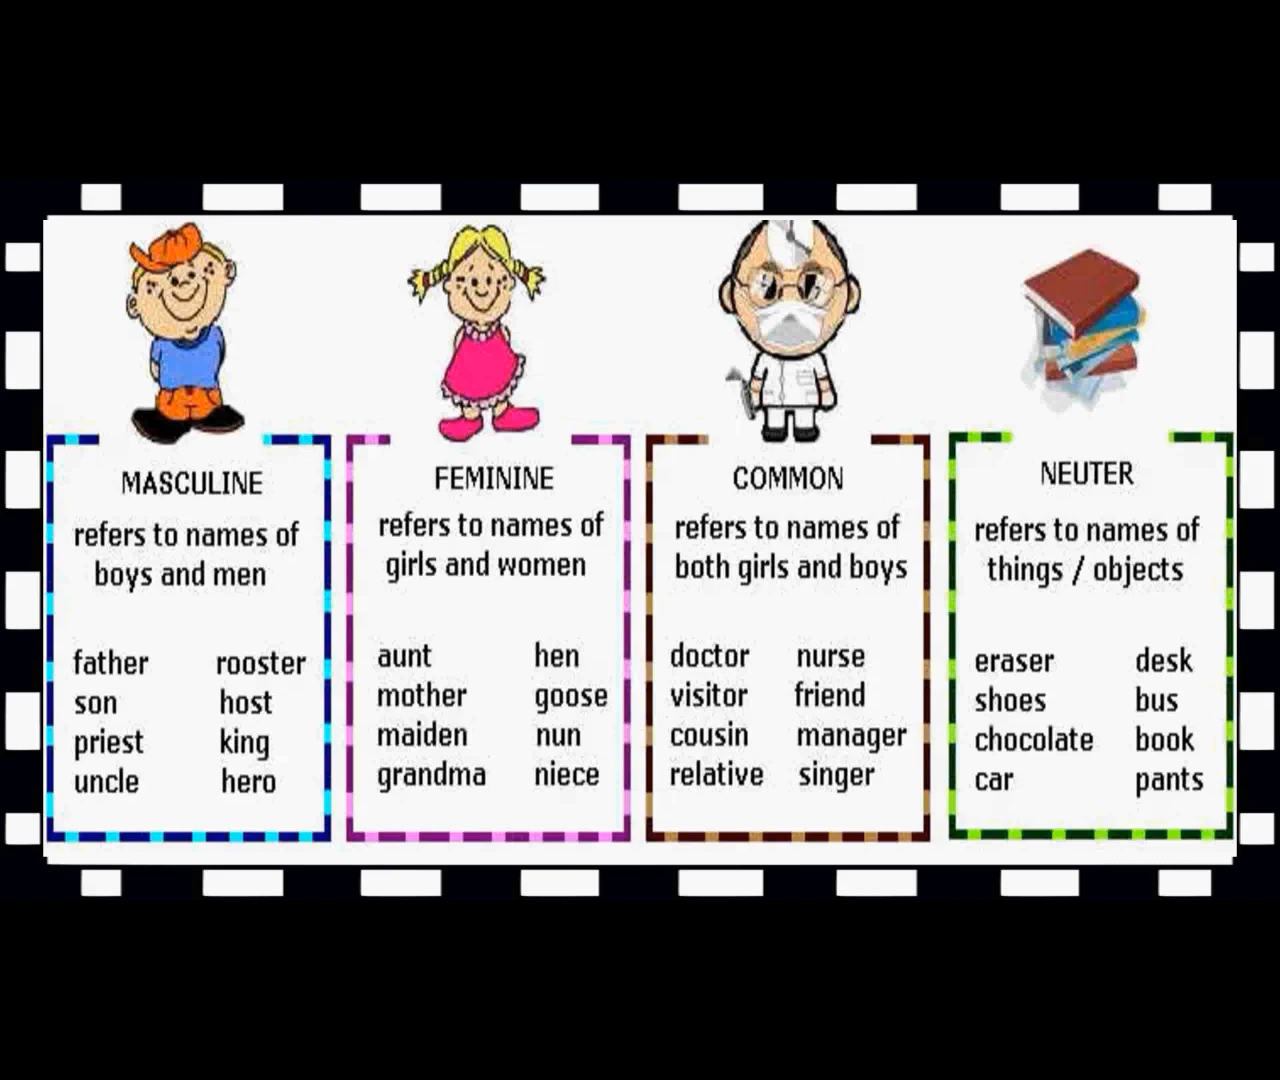 MASCULINE
refers to names of
boys and men
father rooster
son host
priest king
uncle hero
FEMININE
refers to names of
girls and women
aunt hen
mother goose
maiden nun
grandma niece
COMMON
refers to names of
both girls and boys
doctor nurse
visitor friend
cousin manager
relative singer
NEUTER
refers to names of
things / objects
eraser desk
shoes bus
chocolate book
car pants